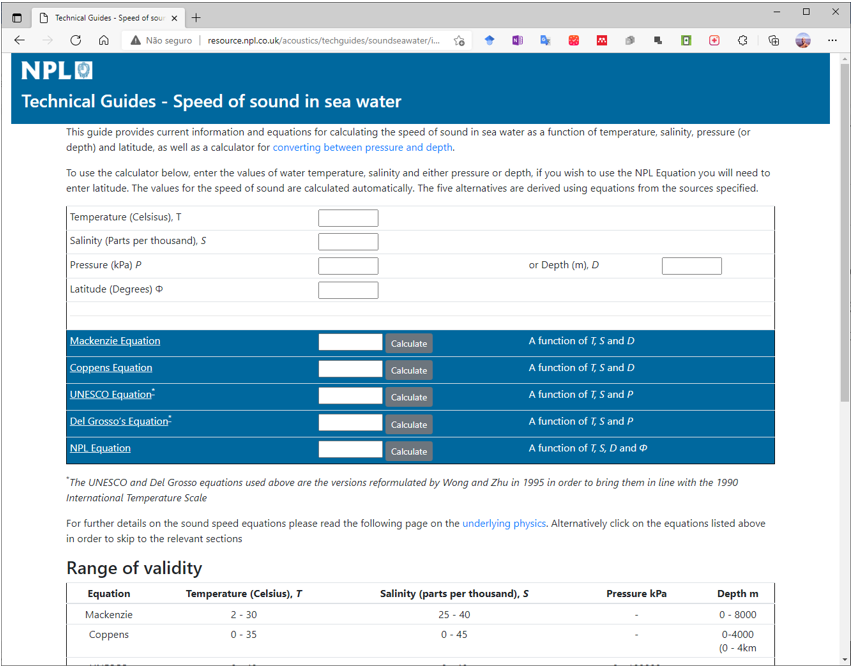 Technical Guides - Speed of sou
Não seguro
resource.npl.co.uk/acoustics/techguides/soundseawater/i...
NPL
Technical Guides - Speed of sound in sea water
This guide provides current information and equations for calculating the speed of sound in sea water as a function of temperature, salinity, pressure (or
depth) and latitude, as well as a calculator for converting between pressure and depth.
To use the calculator below, enter the values of water temperature, salinity and either pressure or depth, if you wish to use the NPL Equation you will need to
enter latitude. The values for the speed of sound are calculated automatically. The five alternatives are derived using equations from the sources specified.
Temperature (Celsisus), T
Salinity (Parts per thousand), S
Pressure (kPa) P or Depth (m), D
Latitude (Degrees) Φ
Mackenzie Equation Calculate A function of T, S and D
Coppens Equation Calculate A function of T, S and D
UNESCO Equation* Calculate A function of T, S and P
Del Grosso's Equation* Calculate A function of T, S and P
NPL Equation Calculate A function of T, S, D and Φ
*The UNESCO and Del Grosso equations used above are the versions reformulated by Wong and Zhu in 1995 in order to bring them in line with the 1990
International Temperature Scale
For further details on the sound speed equations please read the following page on the underlying physics. Alternatively click on the equations listed above
in order to skip to the relevant sections
Range of validity
Equation Temperature (Celsius), T Salinity (parts per thousand), S Pressure kPa Depth m
Mackenzie 2 - 30 25 - 40 - 0 - 8000
Coppens 0 - 35 0 - 45 - 0-4000
(0 - 4km